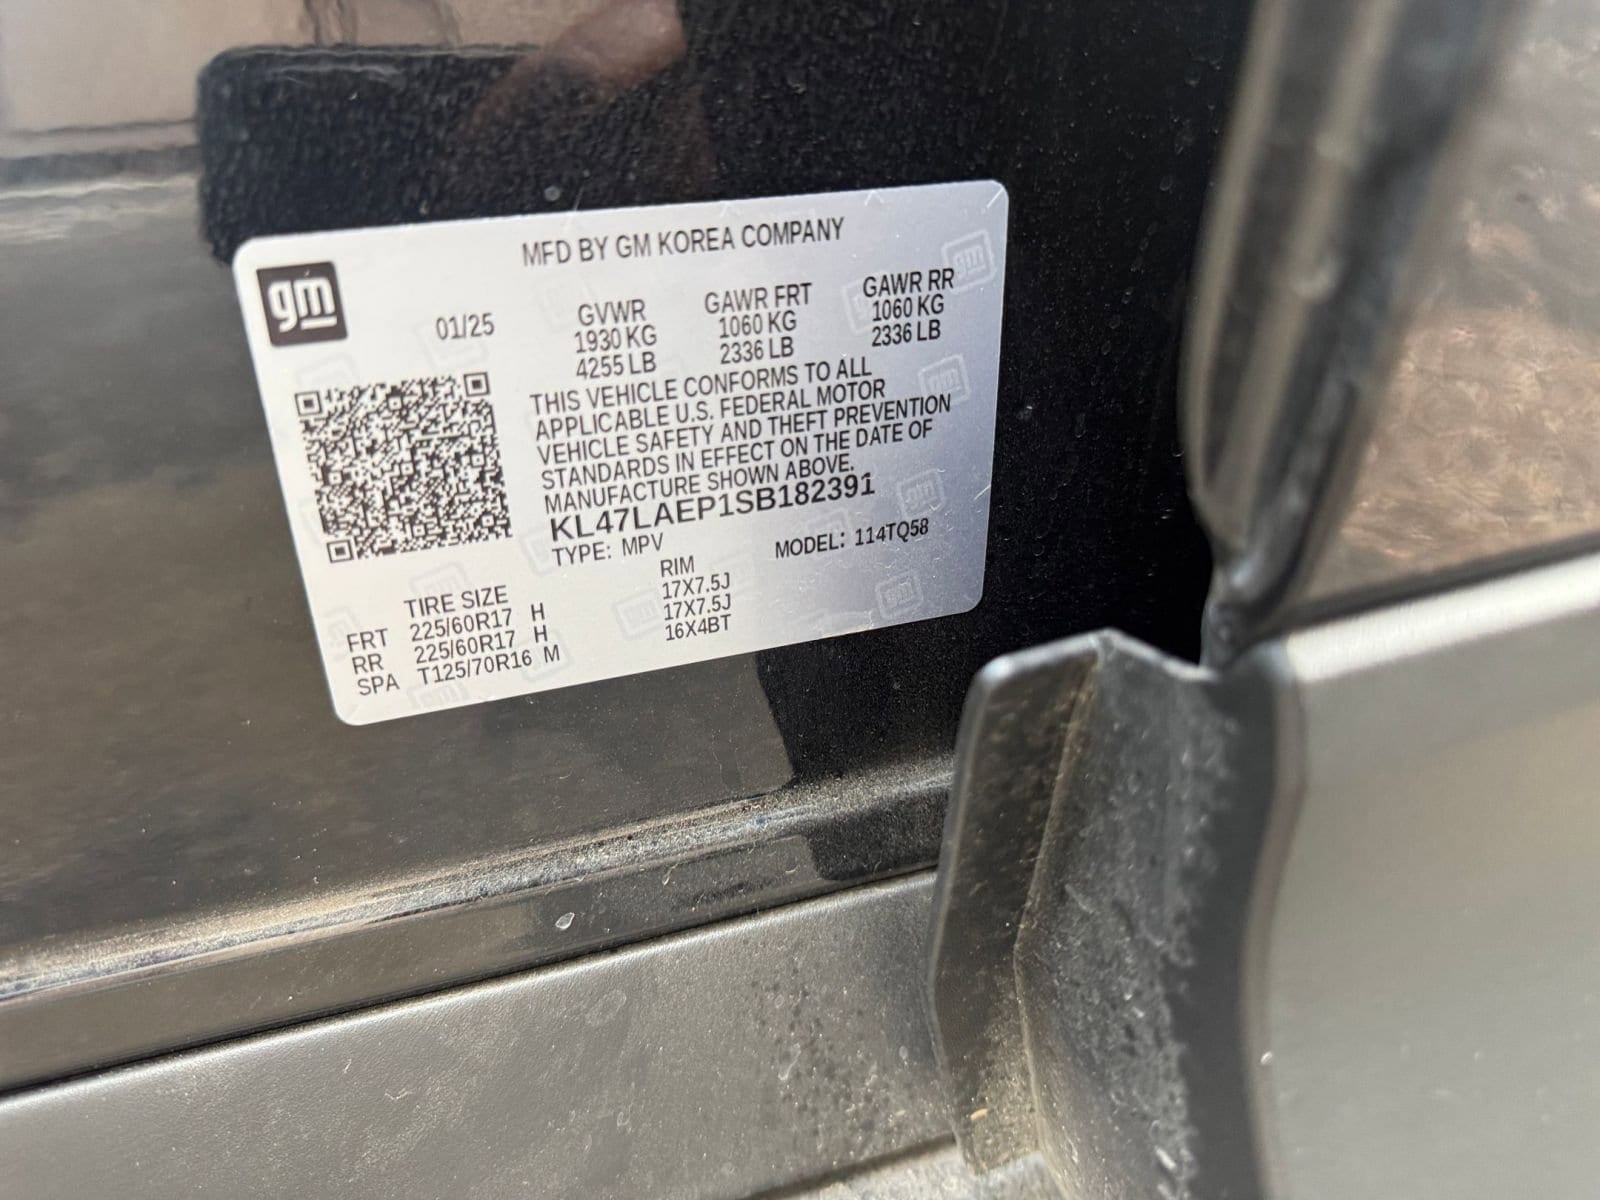 MFD BY GM KOREA COMPANY
gm
01/25
GVWR GAWR FRT GAWR RR
1930 KG 1060 KG 1060 KG
4255 LB 2336 LB 2336 LB
THIS VEHICLE CONFORMS TO ALL
APPLICABLE U.S. FEDERAL MOTOR
VEHICLE SAFETY AND THEFT PREVENTION
STANDARDS IN EFFECT ON THE DATE OF
MANUFACTURE SHOWN ABOVE.
KL47LAEP1SB182391
TYPE: MPV MODEL: 114TQ58
TIRE SIZE RIM
FRT 225/60R17 H 17X7.5J
RR 225/60R17 H 17X7.5J
SPA T125/70R16 M 16X4BT